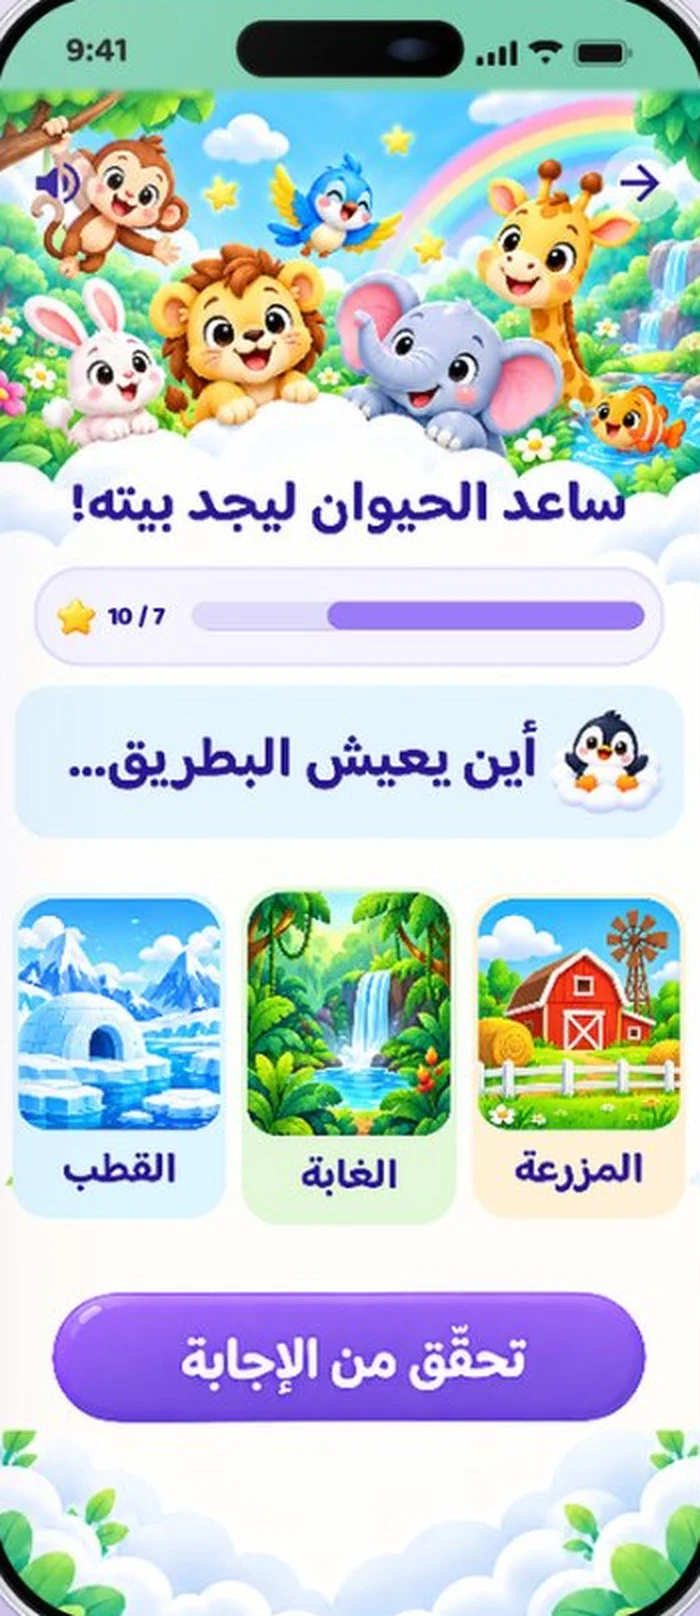 9:41
ساعد الحيوان ليجد بيته!
10 / 7
أين يعيش البطريق...
المزرعة
الغابة
القطب
تحقّق من الإجابة